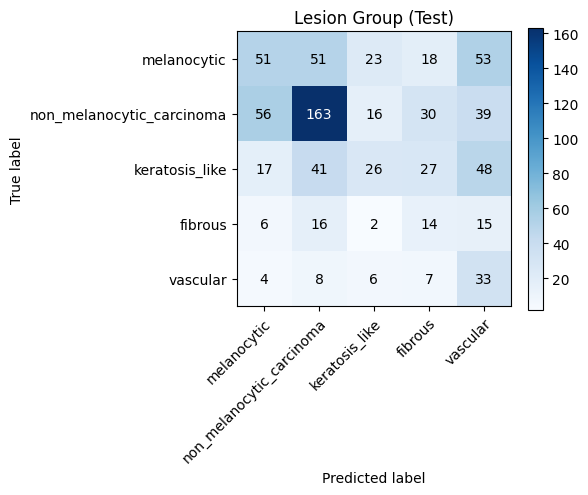 Lesion Group (Test)
True label
melanocytic 51 51 23 18 53
non_melanocytic_carcinoma 56 163 16 30 39
keratosis_like 17 41 26 27 48
fibrous 6 16 2 14 15
vascular 4 8 6 7 33
melanocytic
non_melanocytic_carcinoma
keratosis_like
fibrous
vascular
Predicted label
160
140
120
100
80
60
40
20